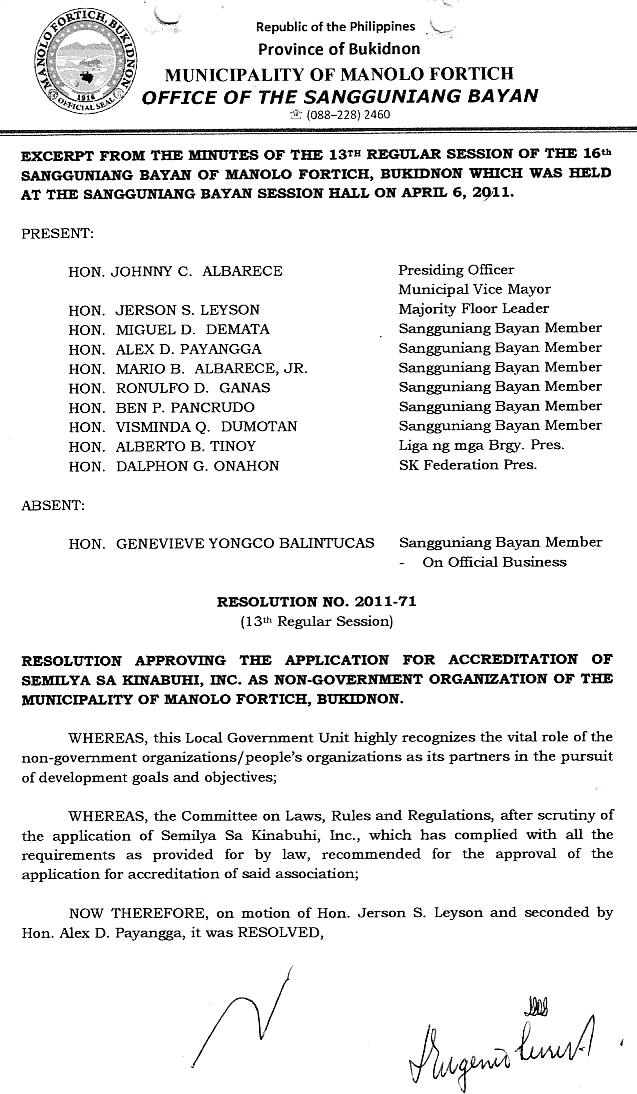 MANOLO FORTICH, BUKIDNON
1916
OFFICIAL SEAL
Republic of the Philippines
Province of Bukidnon
MUNICIPALITY OF MANOLO FORTICH
OFFICE OF THE SANGGUNIANG BAYAN
☏ (088–228) 2460
EXCERPT FROM THE MINUTES OF THE 13TH REGULAR SESSION OF THE 16th
SANGGUNIANG BAYAN OF MANOLO FORTICH, BUKIDNON WHICH WAS HELD
AT THE SANGGUNIANG BAYAN SESSION HALL ON APRIL 6, 2011.
PRESENT:
HON. JOHNNY C. ALBARECE Presiding Officer
Municipal Vice Mayor
HON. JERSON S. LEYSON Majority Floor Leader
HON. MIGUEL D. DEMATA Sangguniang Bayan Member
HON. ALEX D. PAYANGGA Sangguniang Bayan Member
HON. MARIO B. ALBARECE, JR. Sangguniang Bayan Member
HON. RONULFO D. GANAS Sangguniang Bayan Member
HON. BEN P. PANCRUDO Sangguniang Bayan Member
HON. VISMINDA Q. DUMOTAN Sangguniang Bayan Member
HON. ALBERTO B. TINOY Liga ng mga Brgy. Pres.
HON. DALPHON G. ONAHON SK Federation Pres.
ABSENT:
HON. GENEVIEVE YONGCO BALINTUCAS Sangguniang Bayan Member
- On Official Business
RESOLUTION NO. 2011-71
(13th Regular Session)
RESOLUTION APPROVING THE APPLICATION FOR ACCREDITATION OF
SEMILYA SA KINABUHI, INC. AS NON-GOVERNMENT ORGANIZATION OF THE
MUNICIPALITY OF MANOLO FORTICH, BUKIDNON.
WHEREAS, this Local Government Unit highly recognizes the vital role of the
non-government organizations/people's organizations as its partners in the pursuit
of development goals and objectives;
WHEREAS, the Committee on Laws, Rules and Regulations, after scrutiny of
the application of Semilya Sa Kinabuhi, Inc., which has complied with all the
requirements as provided for by law, recommended for the approval of the
application for accreditation of said association;
NOW THEREFORE, on motion of Hon. Jerson S. Leyson and seconded by
Hon. Alex D. Payangga, it was RESOLVED,